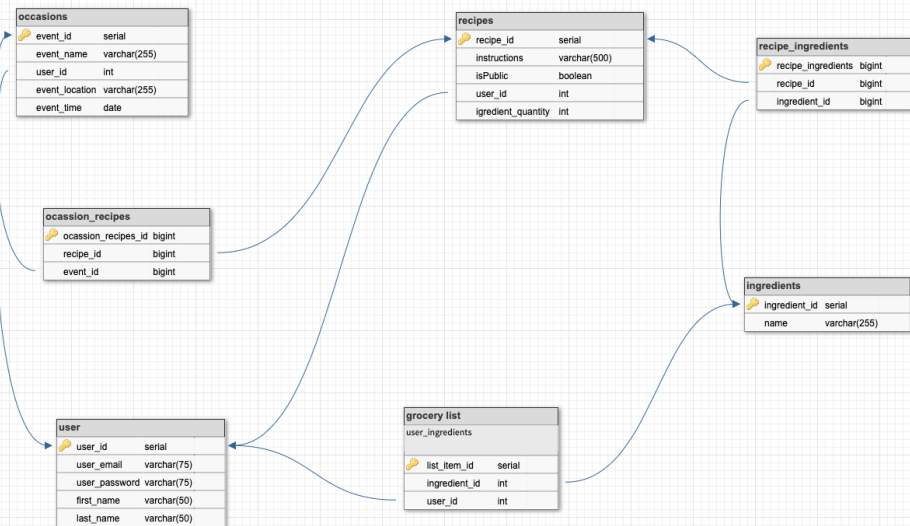 occasions
event_id serial
event_name varchar(255)
user_id int
event_location varchar(255)
event_time date
recipes
recipe_id serial
instructions varchar(500)
isPublic boolean
user_id int
igredient_quantity int
recipe_ingredients
recipe_ingredients bigint
recipe_id bigint
ingredient_id bigint
ocassion_recipes
ocassion_recipes_id bigint
recipe_id bigint
event_id bigint
ingredients
ingredient_id serial
name varchar(255)
user
user_id serial
user_email varchar(75)
user_password varchar(75)
first_name varchar(50)
last_name varchar(50)
grocery list
user_ingredients
list_item_id serial
ingredient_id int
user_id int